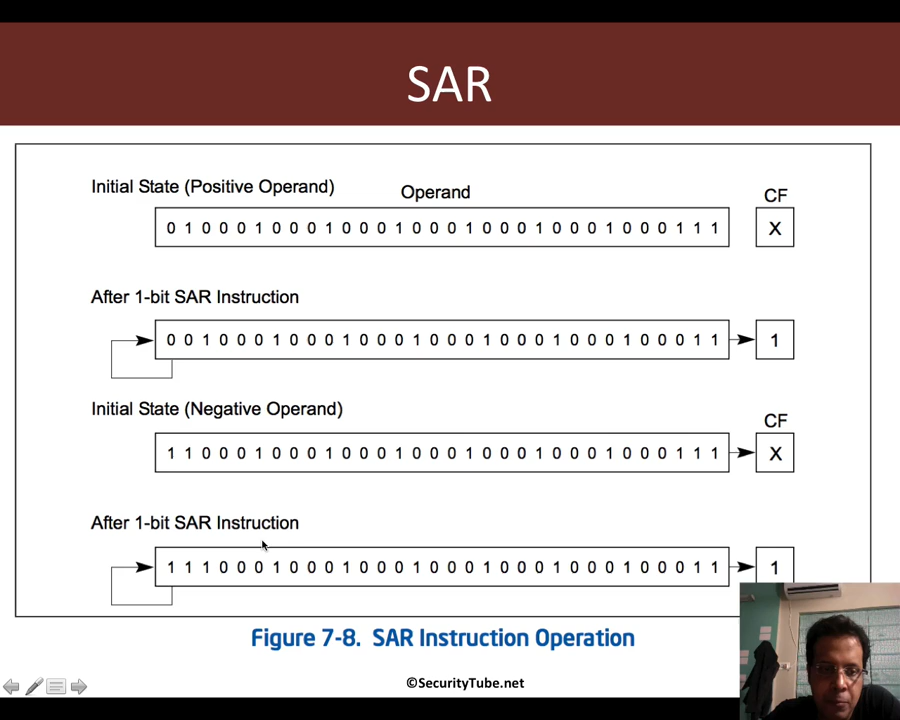 SAR
Initial State (Positive Operand)
Operand
CF
0 1 0 0 0 1 0 0 0 1 0 0 0 1 0 0 0 1 0 0 0 1 0 0 0 1 0 0 0 1 1 1
X
After 1-bit SAR Instruction
0 0 1 0 0 0 1 0 0 0 1 0 0 0 1 0 0 0 1 0 0 0 1 0 0 0 1 0 0 0 1 1
1
Initial State (Negative Operand)
CF
1 1 0 0 0 1 0 0 0 1 0 0 0 1 0 0 0 1 0 0 0 1 0 0 0 1 0 0 0 1 1 1
X
After 1-bit SAR Instruction
1 1 1 0 0 0 1 0 0 0 1 0 0 0 1 0 0 0 1 0 0 0 1 0 0 0 1 0 0 0 1 1
1
Figure 7-8. SAR Instruction Operation
©SecurityTube.net